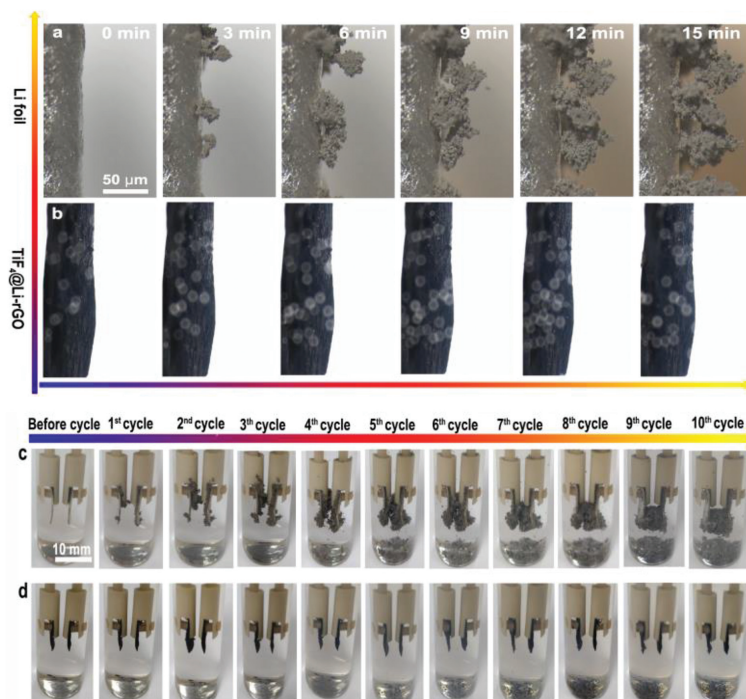 a
0 min
3 min
6 min
9 min
12 min
15 min
Li foil
50 μm
b
TiF₄@Li-rGO
Before cycle
1st cycle
2nd cycle
3th cycle
4th cycle
5th cycle
6th cycle
7th cycle
8th cycle
9th cycle
10th cycle
c
10 mm
d